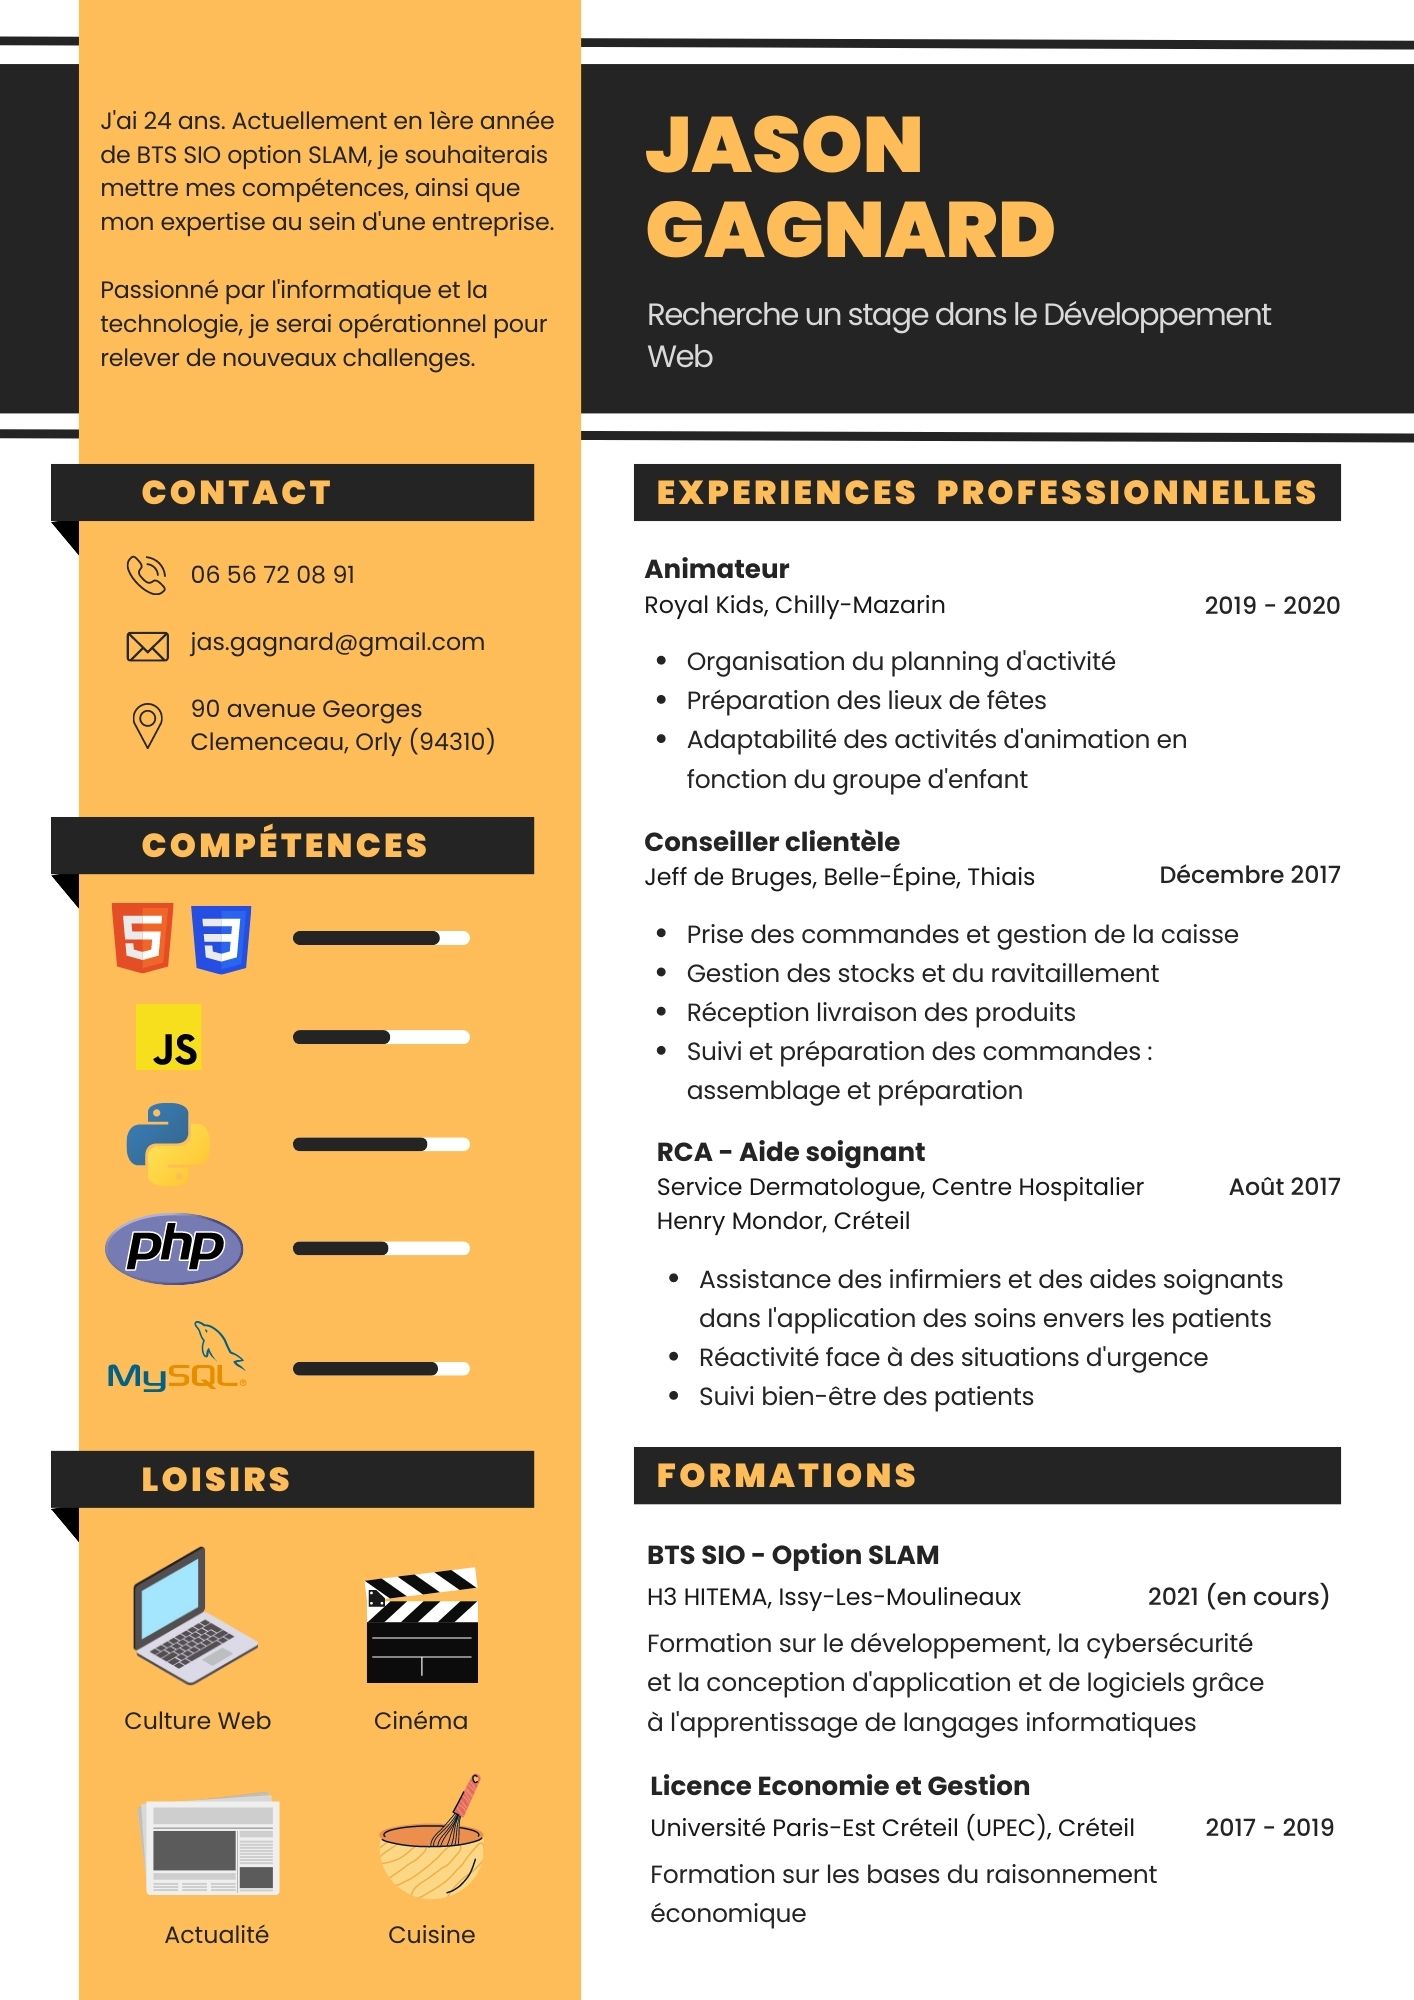 J'ai 24 ans. Actuellement en 1ère année
de BTS SIO option SLAM, je souhaiterais
mettre mes compétences, ainsi que
mon expertise au sein d'une entreprise.
Passionné par l'informatique et la
technologie, je serai opérationnel pour
relever de nouveaux challenges.
JASON
GAGNARD
Recherche un stage dans le Développement
Web
CONTACT
06 56 72 08 91
jas.gagnard@gmail.com
90 avenue Georges
Clemenceau, Orly (94310)
COMPÉTENCES
5 3
JS
php
MySQL®
LOISIRS
Culture Web
Cinéma
Actualité
Cuisine
EXPERIENCES PROFESSIONNELLES
Animateur
Royal Kids, Chilly-Mazarin 2019 - 2020
• Organisation du planning d'activité
• Préparation des lieux de fêtes
• Adaptabilité des activités d'animation en
fonction du groupe d'enfant
Conseiller clientèle
Jeff de Bruges, Belle-Épine, Thiais Décembre 2017
• Prise des commandes et gestion de la caisse
• Gestion des stocks et du ravitaillement
• Réception livraison des produits
• Suivi et préparation des commandes :
assemblage et préparation
RCA - Aide soignant
Service Dermatologue, Centre Hospitalier Août 2017
Henry Mondor, Créteil
• Assistance des infirmiers et des aides soignants
dans l'application des soins envers les patients
• Réactivité face à des situations d'urgence
• Suivi bien-être des patients
FORMATIONS
BTS SIO - Option SLAM
H3 HITEMA, Issy-Les-Moulineaux 2021 (en cours)
Formation sur le développement, la cybersécurité
et la conception d'application et de logiciels grâce
à l'apprentissage de langages informatiques
Licence Economie et Gestion
Université Paris-Est Créteil (UPEC), Créteil 2017 - 2019
Formation sur les bases du raisonnement
économique